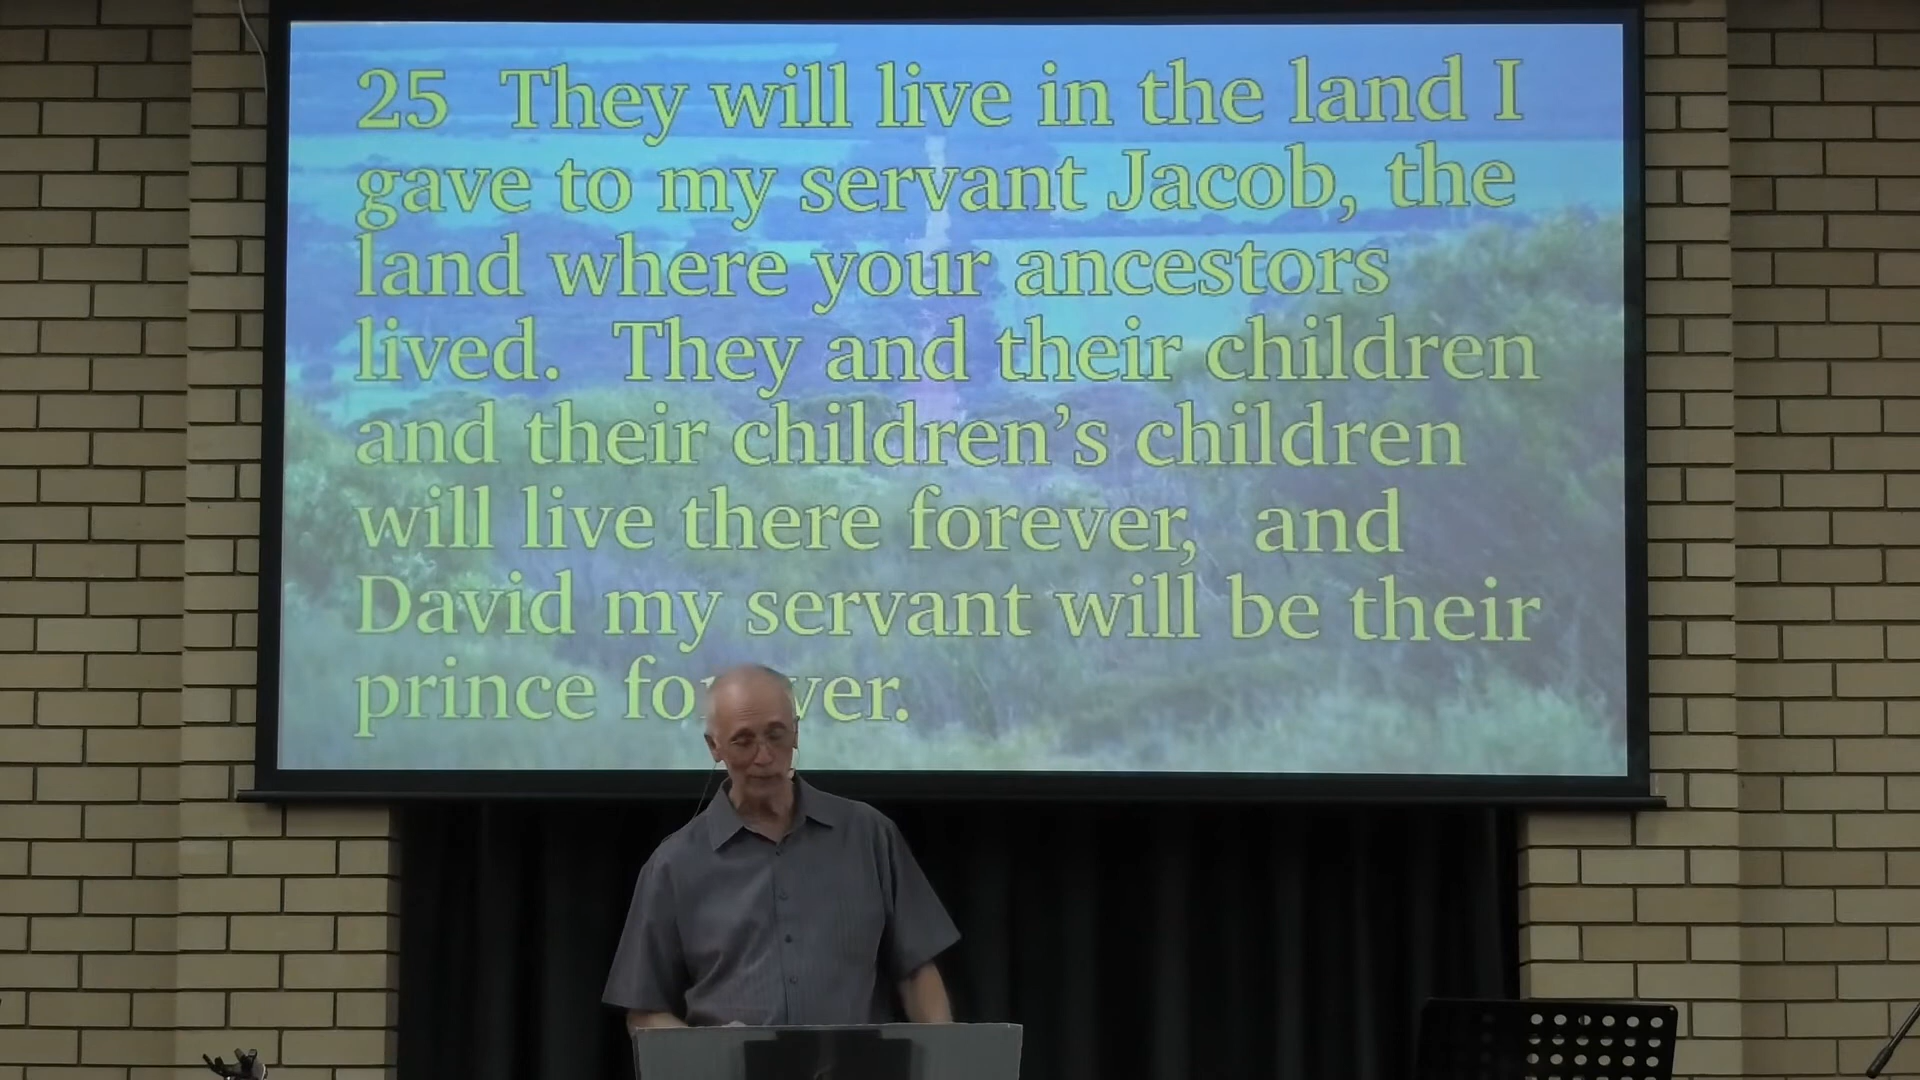 25 They will live in the land I
gave to my servant Jacob, the
land where your ancestors
lived. They and their children
and their children’s children
will live there forever, and
David my servant will be their
prince forever.